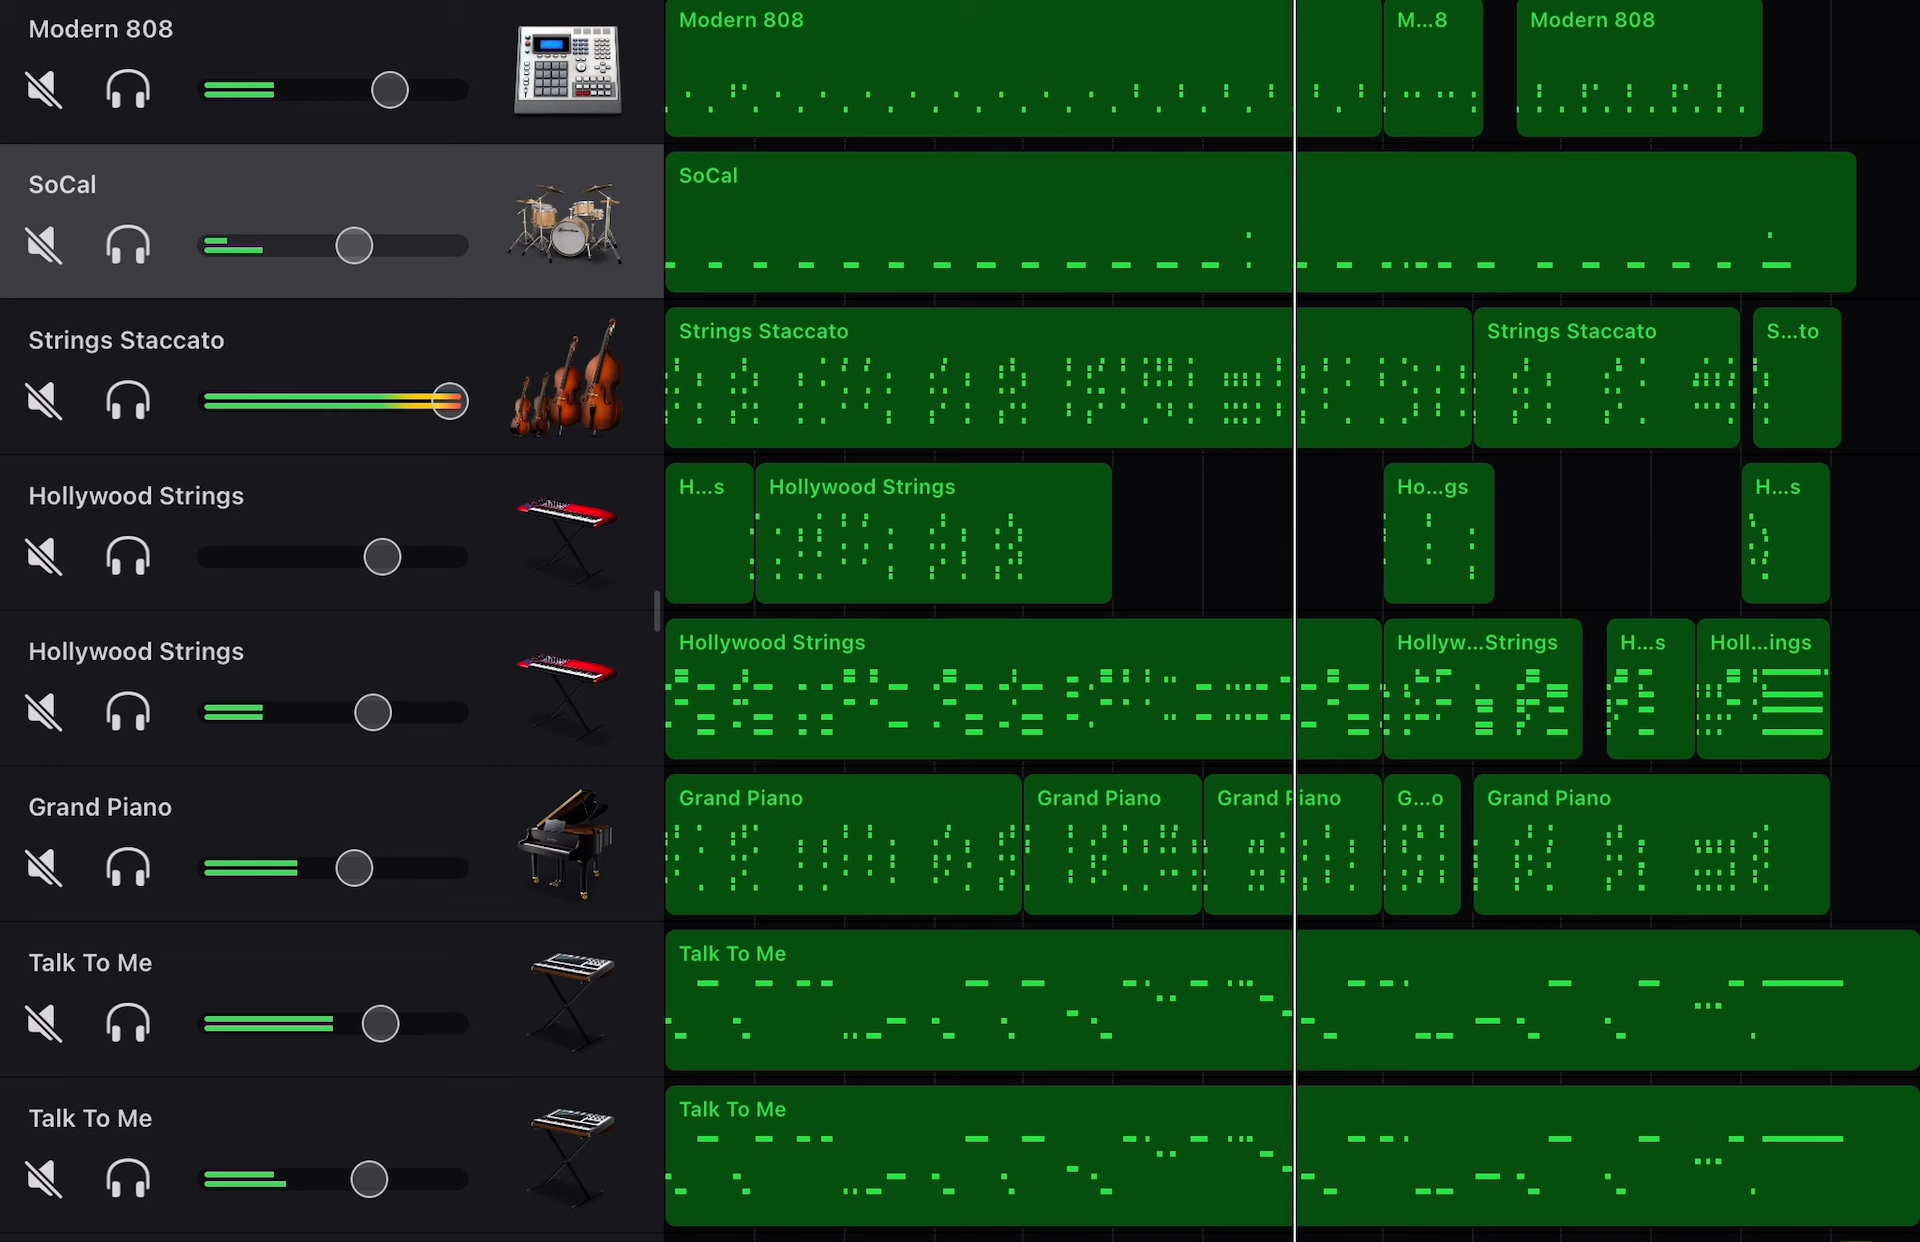 Modern 808
Modern 808
M...8
Modern 808
SoCal
SoCal
Strings Staccato
Strings Staccato
Strings Staccato
S...to
Hollywood Strings
H...s
Hollywood Strings
Ho...gs
H...s
Hollywood Strings
Hollywood Strings
Hollyw...Strings
H...s
Holl...ings
Grand Piano
Grand Piano
Grand Piano
Grand Piano
G...o
Grand Piano
Talk To Me
Talk To Me
Talk To Me
Talk To Me